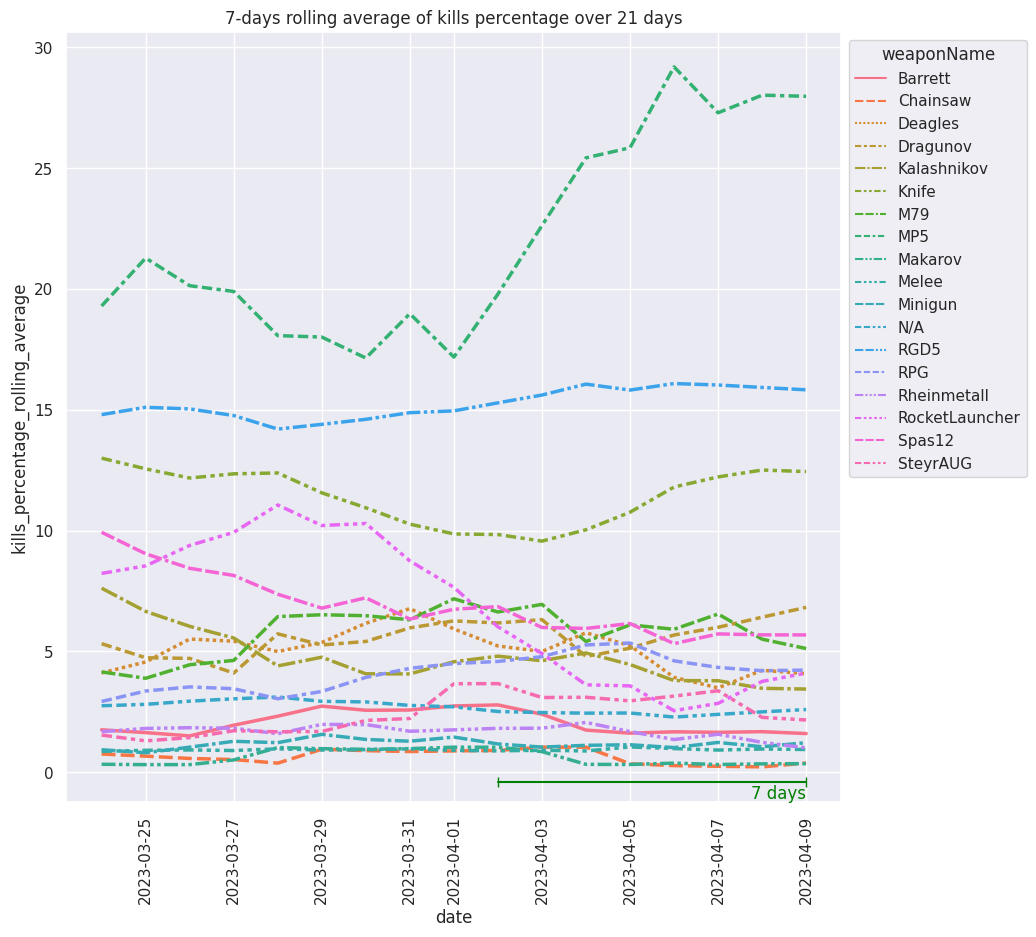 7-days rolling average of kills percentage over 21 days
30
25
20
15
10
5
0
kills_percentage_rolling_average
2023-03-25
2023-03-27
2023-03-29
2023-03-31
2023-04-01
2023-04-03
2023-04-05
2023-04-07
2023-04-09
date
7 days
weaponName
Barrett
Chainsaw
Deagles
Dragunov
Kalashnikov
Knife
M79
MP5
Makarov
Melee
Minigun
N/A
RGD5
RPG
Rheinmetall
RocketLauncher
Spas12
SteyrAUG